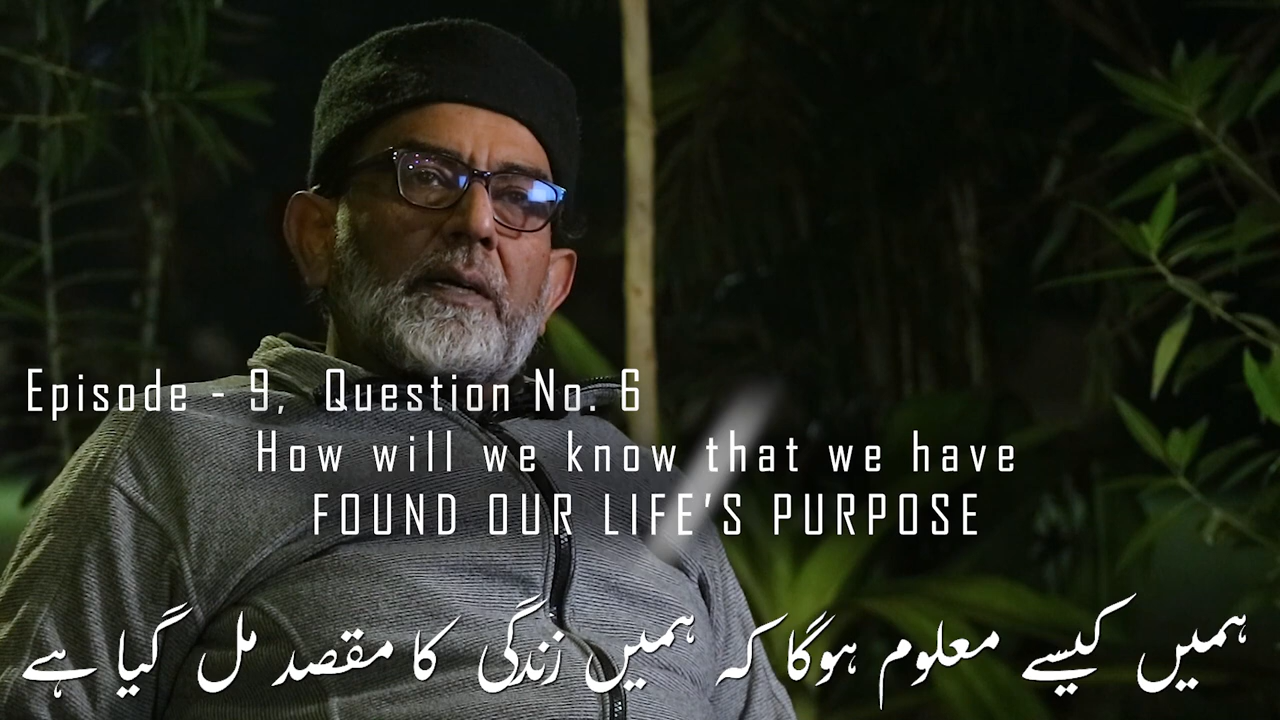 Episode - 9, Question No. 6
How will we know that we have
FOUND OUR LIFE'S PURPOSE
ہمیں کیسے معلوم ہوگا کہ ہمیں زندگی کا مقصد مل گیا ہے